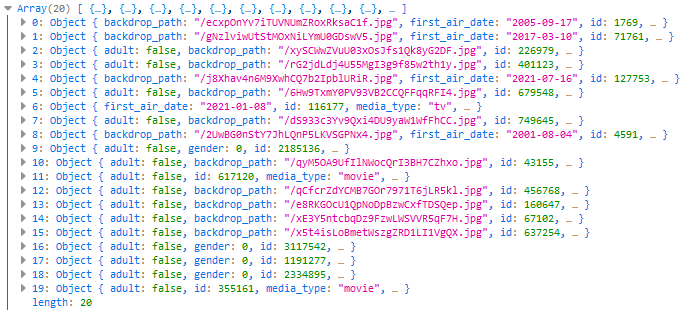 Array(20) [ {…}, {…}, {…}, {…}, {…}, {…}, {…}, {…}, {…}, {…}, … ]
0: Object { backdrop_path: "/ecxpOnYv7iTUVNUmZRoxRksaC1f.jpg", first_air_date: "2005-09-17", id: 1769, … }
1: Object { backdrop_path: "/gNzlviwUtStMOxNiLYmU0GDswV5.jpg", first_air_date: "2017-03-10", id: 71761, … }
2: Object { adult: false, backdrop_path: "/xySCWwZVuU03xOsJfs1Qk8yG2DF.jpg", id: 226979, … }
3: Object { adult: false, backdrop_path: "/rG2jdLdj4U55MgI3g9f85w2th1y.jpg", id: 401123, … }
4: Object { backdrop_path: "/j8Xhav4n6M9XwhCQ7b2IpblURiR.jpg", first_air_date: "2021-07-16", id: 127753, … }
5: Object { adult: false, backdrop_path: "/6Hw9TxmY0PV93VB2CCQFFqqRFI4.jpg", id: 679548, … }
6: Object { first_air_date: "2021-01-08", id: 116177, media_type: "tv", … }
7: Object { adult: false, backdrop_path: "/dS933c3Yv9Qxi4DU9yaW1WfFhCC.jpg", id: 749645, … }
8: Object { backdrop_path: "/2UwBG0nStY7JhLQnP5LKVSGPNx4.jpg", first_air_date: "2001-08-04", id: 4591, … }
9: Object { adult: false, gender: 0, id: 2185136, … }
10: Object { adult: false, backdrop_path: "/qyM5OA9UfIlNWocQrI3BH7CZhxo.jpg", id: 43155, … }
11: Object { adult: false, id: 617120, media_type: "movie", … }
12: Object { adult: false, backdrop_path: "/qCfcrZdYCMB7GOr7971T6jLR5kl.jpg", id: 456768, … }
13: Object { adult: false, backdrop_path: "/e8RKGOcU1QpNoDpBzwCxfTDSQep.jpg", id: 160647, … }
14: Object { adult: false, backdrop_path: "/xE3Y5ntcbqDz9FzwLWSVVR5qF7H.jpg", id: 67102, … }
15: Object { adult: false, backdrop_path: "/x5t4isLoBmetWszgZRD1LI1VgQX.jpg", id: 637254, … }
16: Object { adult: false, gender: 0, id: 3117542, … }
17: Object { adult: false, gender: 0, id: 1191277, … }
18: Object { adult: false, gender: 0, id: 2334895, … }
19: Object { adult: false, id: 355161, media_type: "movie", … }
length: 20